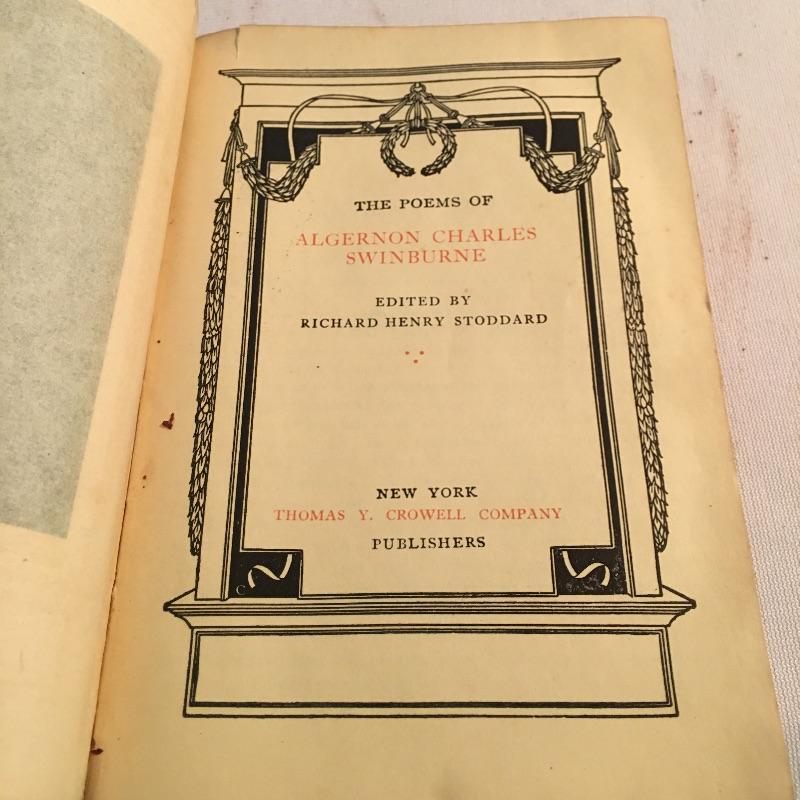 THE POEMS OF
ALGERNON CHARLES
SWINBURNE
EDITED BY
RICHARD HENRY STODDARD
NEW YORK
THOMAS Y. CROWELL COMPANY
PUBLISHERS
C